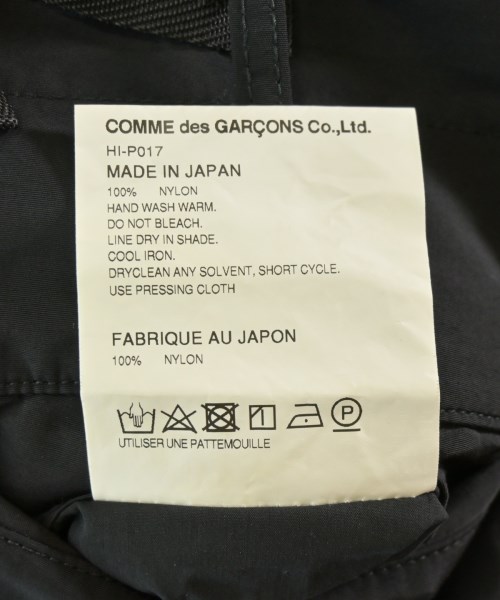 COMME des GARÇONS Co.,Ltd.
HI-P017
MADE IN JAPAN
100% NYLON
HAND WASH WARM.
DO NOT BLEACH.
LINE DRY IN SHADE.
COOL IRON.
DRYCLEAN ANY SOLVENT, SHORT CYCLE.
USE PRESSING CLOTH
FABRIQUE AU JAPON
100% NYLON
P
UTILISER UNE PATTEMOUILLE